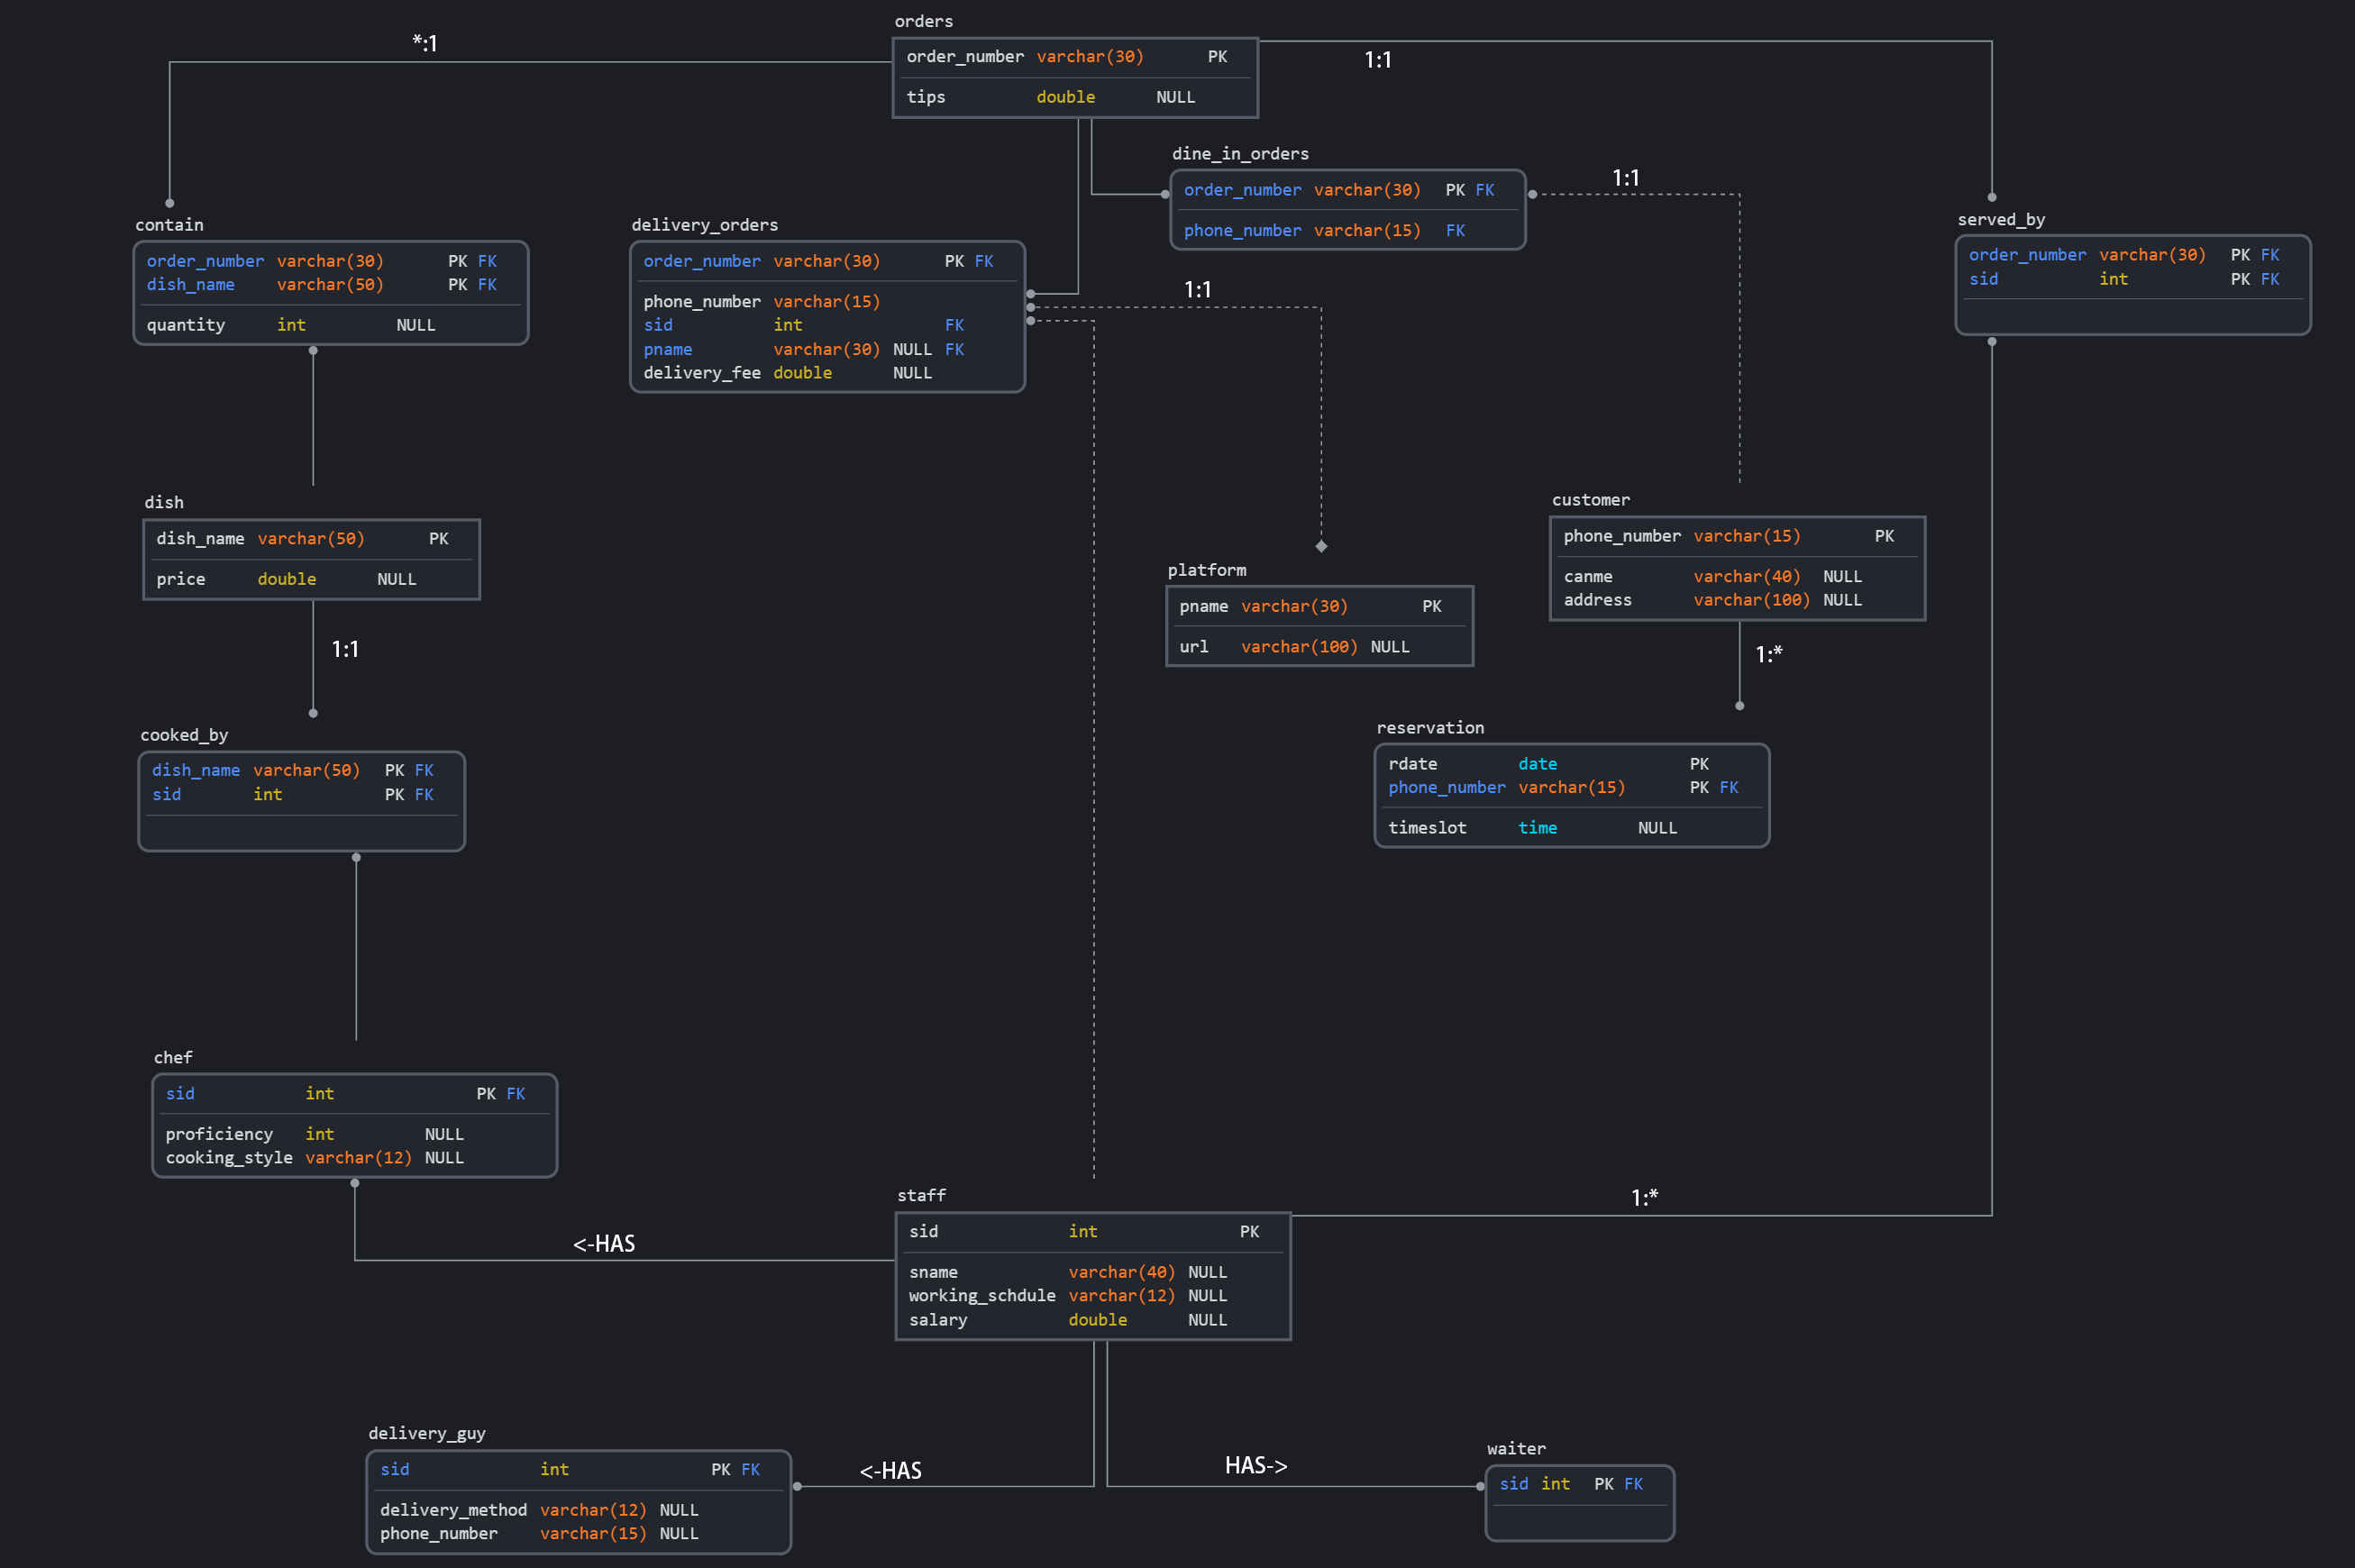 orders
*:1
order_number varchar(30) PK
1:1
tips double NULL
dine_in_orders
1:1
order_number varchar(30) PK FK
phone_number varchar(15) FK
served_by
order_number varchar(30) PK FK
sid int PK FK
contain
order_number varchar(30) PK FK
dish_name varchar(50) PK FK
quantity int NULL
delivery_orders
order_number varchar(30) PK FK
1:1
phone_number varchar(15)
sid int FK
pname varchar(30) NULL FK
delivery_fee double NULL
dish
dish_name varchar(50) PK
price double NULL
1:1
platform
pname varchar(30) PK
url varchar(100) NULL
customer
phone_number varchar(15) PK
canme varchar(40) NULL
address varchar(100) NULL
1:*
reservation
rdate date PK
phone_number varchar(15) PK FK
timeslot time NULL
cooked_by
dish_name varchar(50) PK FK
sid int PK FK
chef
sid int PK FK
proficiency int NULL
cooking_style varchar(12) NULL
<-HAS
staff
1:*
sid int PK
sname varchar(40) NULL
working_schdule varchar(12) NULL
salary double NULL
delivery_guy
sid int PK FK
delivery_method varchar(12) NULL
phone_number varchar(15) NULL
<-HAS
HAS->
waiter
sid int PK FK